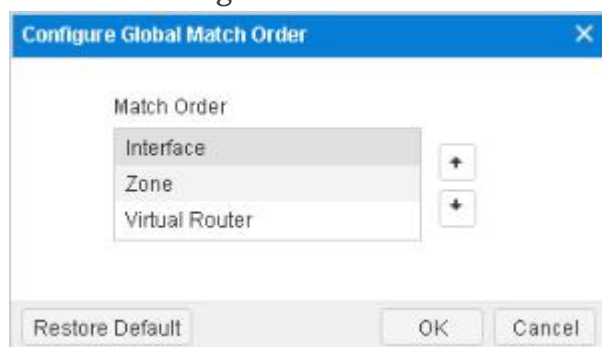 Configure Global Match Order
Match Order
Interface
Zone
Virtual Router
Restore Default OK Cancel